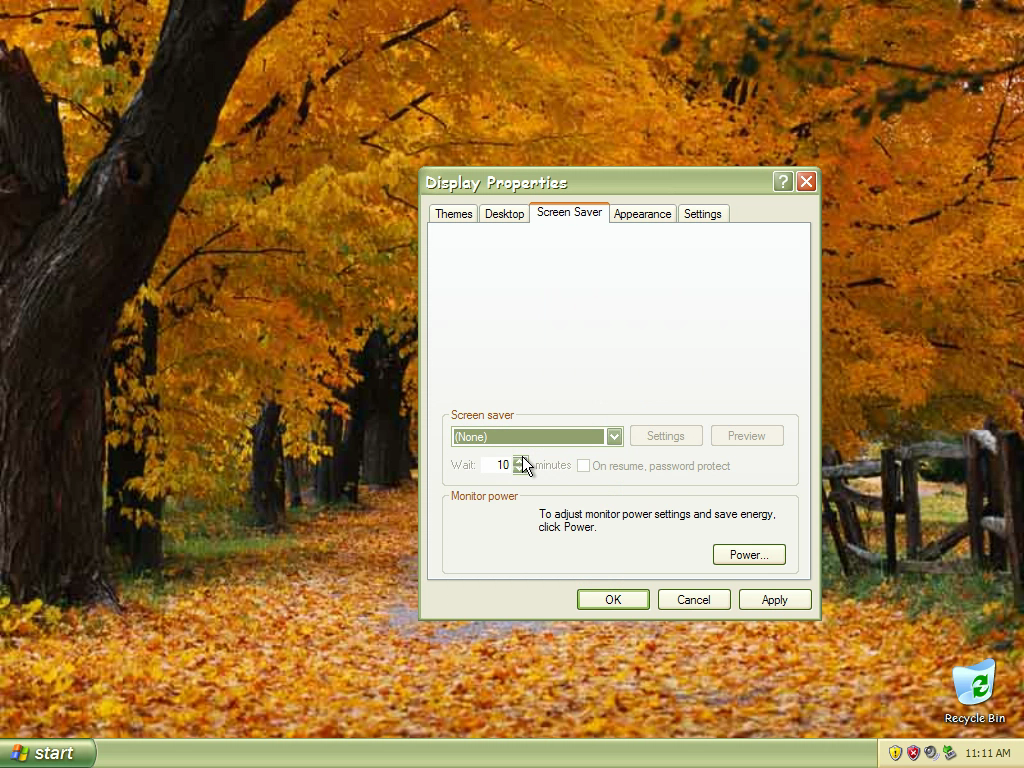 Display Properties
Themes
Desktop
Screen Saver
Appearance
Settings
Screen saver
(None)
Settings
Preview
Wait:
10
minutes
On resume, password protect
Monitor power
To adjust monitor power settings and save energy,
click Power.
Power...
OK
Cancel
Apply
Recycle Bin
start
11:11 AM